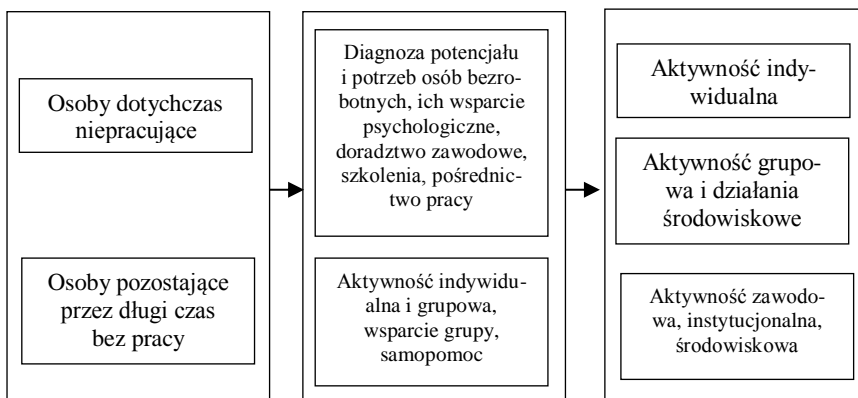 Osoby dotychczas
niepracujące
Osoby pozostające
przez długi czas
bez pracy
Diagnoza potencjału
i potrzeb osób bezro-
botnych, ich wsparcie
psychologiczne,
doradztwo zawodowe,
szkolenia, pośrednic-
two pracy
Aktywność indywidu-
alna i grupowa,
wsparcie grupy,
samopomoc
Aktywność indy-
widualna
Aktywność grupo-
wa i działania
środowiskowe
Aktywność zawodo-
wa, instytucjonalna,
środowiskowa